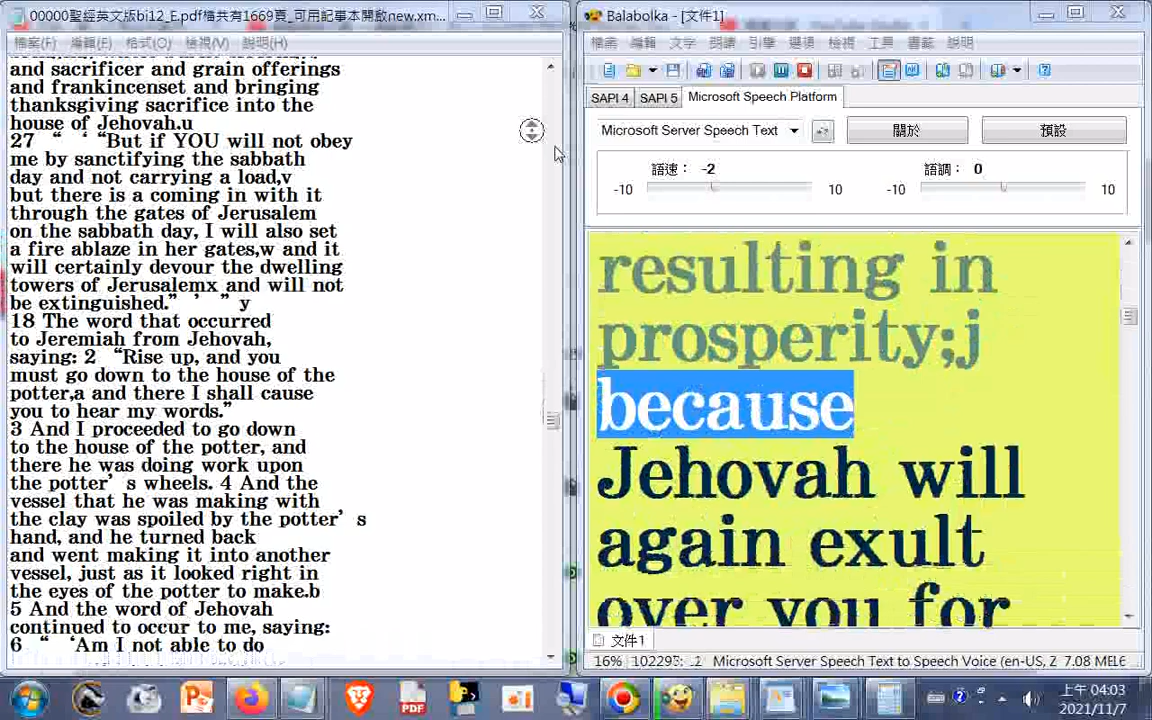 00000聖經英文版bi12_E.pdf檔共有1669頁_可用記事本開啟new.xm...
檔案(F) 編輯(E) 格式(O) 檢視(V) 說明(H)
and sacrificer and grain offerings
and frankincenset and bringing
thanksgiving sacrifice into the
house of Jehovah.u
27 “ ‘ “But if YOU will not obey
me by sanctifying the sabbath
day and not carrying a load,v
but there is a coming in with it
through the gates of Jerusalem
on the sabbath day, I will also set
a fire ablaze in her gates,w and it
will certainly devour the dwelling
towers of Jerusalemx and will not
be extinguished.” ’ ” y
18 The word that occurred
to Jeremiah from Jehovah,
saying: 2 “Rise up, and you
must go down to the house of the
potter,a and there I shall cause
you to hear my words.”
3 And I proceeded to go down
to the house of the potter, and
there he was doing work upon
the potter’s wheels. 4 And the
vessel that he was making with
the clay was spoiled by the potter’s
hand, and he turned back
and went making it into another
vessel, just as it looked right in
the eyes of the potter to make.b
5 And the word of Jehovah
continued to occur to me, saying:
6 “ ‘Am I not able to do
Balabolka - [文件1]
檔案 編輯 文字 朗讀 引擎 選項 檢視 工具 書籤 說明
SAPI 4 SAPI 5 Microsoft Speech Platform
Microsoft Server Speech Text 關於 預設
語速： -2 語調： 0
-10 10 -10 10
resulting in
prosperity;j
because
Jehovah will
again exult
over you for
文件1
16% Microsoft Server Speech Text to Speech Voice (en-US, Z 7.08 MEL6
上午 04:03
2021/11/7